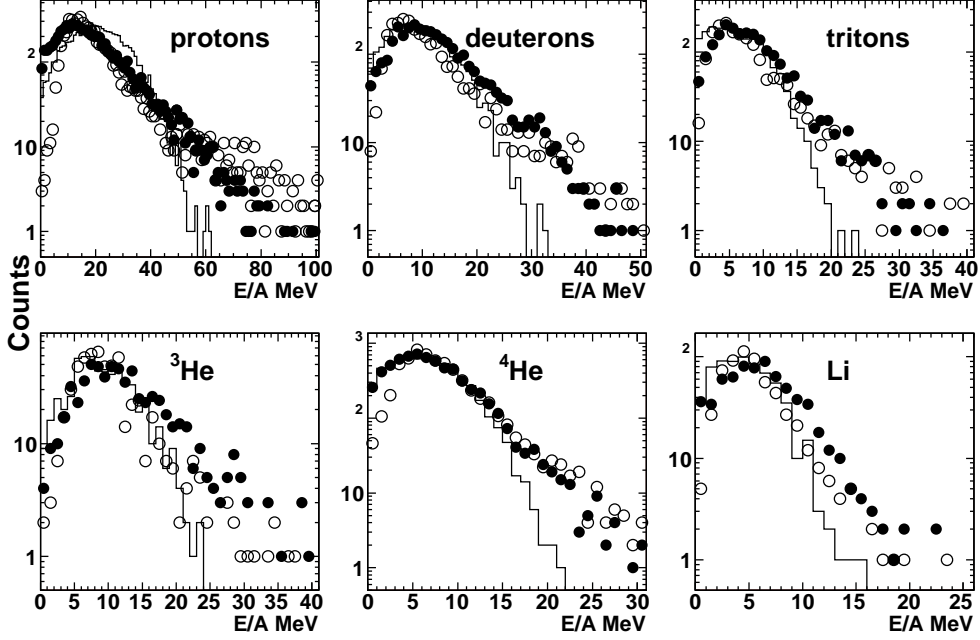 protons
2
10
1
0 20 40 60 80 100
E/A MeV
deuterons
2
10
1
0 10 20 30 40 50
E/A MeV
tritons
2
10
1
0 5 10 15 20 25 30 35 40
E/A MeV
Counts
³He
10
1
0 5 10 15 20 25 30 35 40
E/A MeV
⁴He
3
2
10
1
0 5 10 15 20 25 30
E/A MeV
Li
2
10
1
0 5 10 15 20 25
E/A MeV